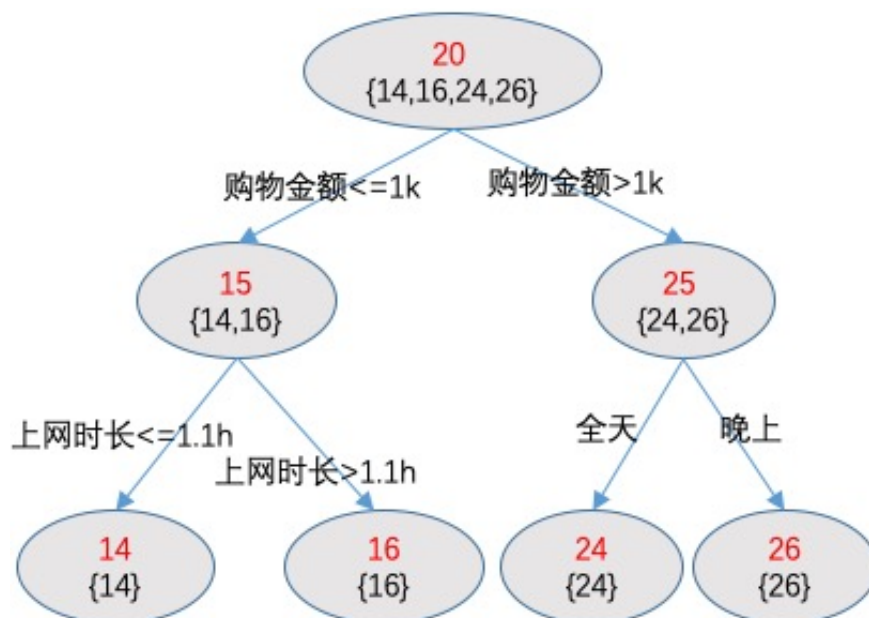 20
{14,16,24,26}
购物金额<=1k
购物金额>1k
15
{14,16}
25
{24,26}
上网时长<=1.1h
上网时长>1.1h
全天
晚上
14
{14}
16
{16}
24
{24}
26
{26}